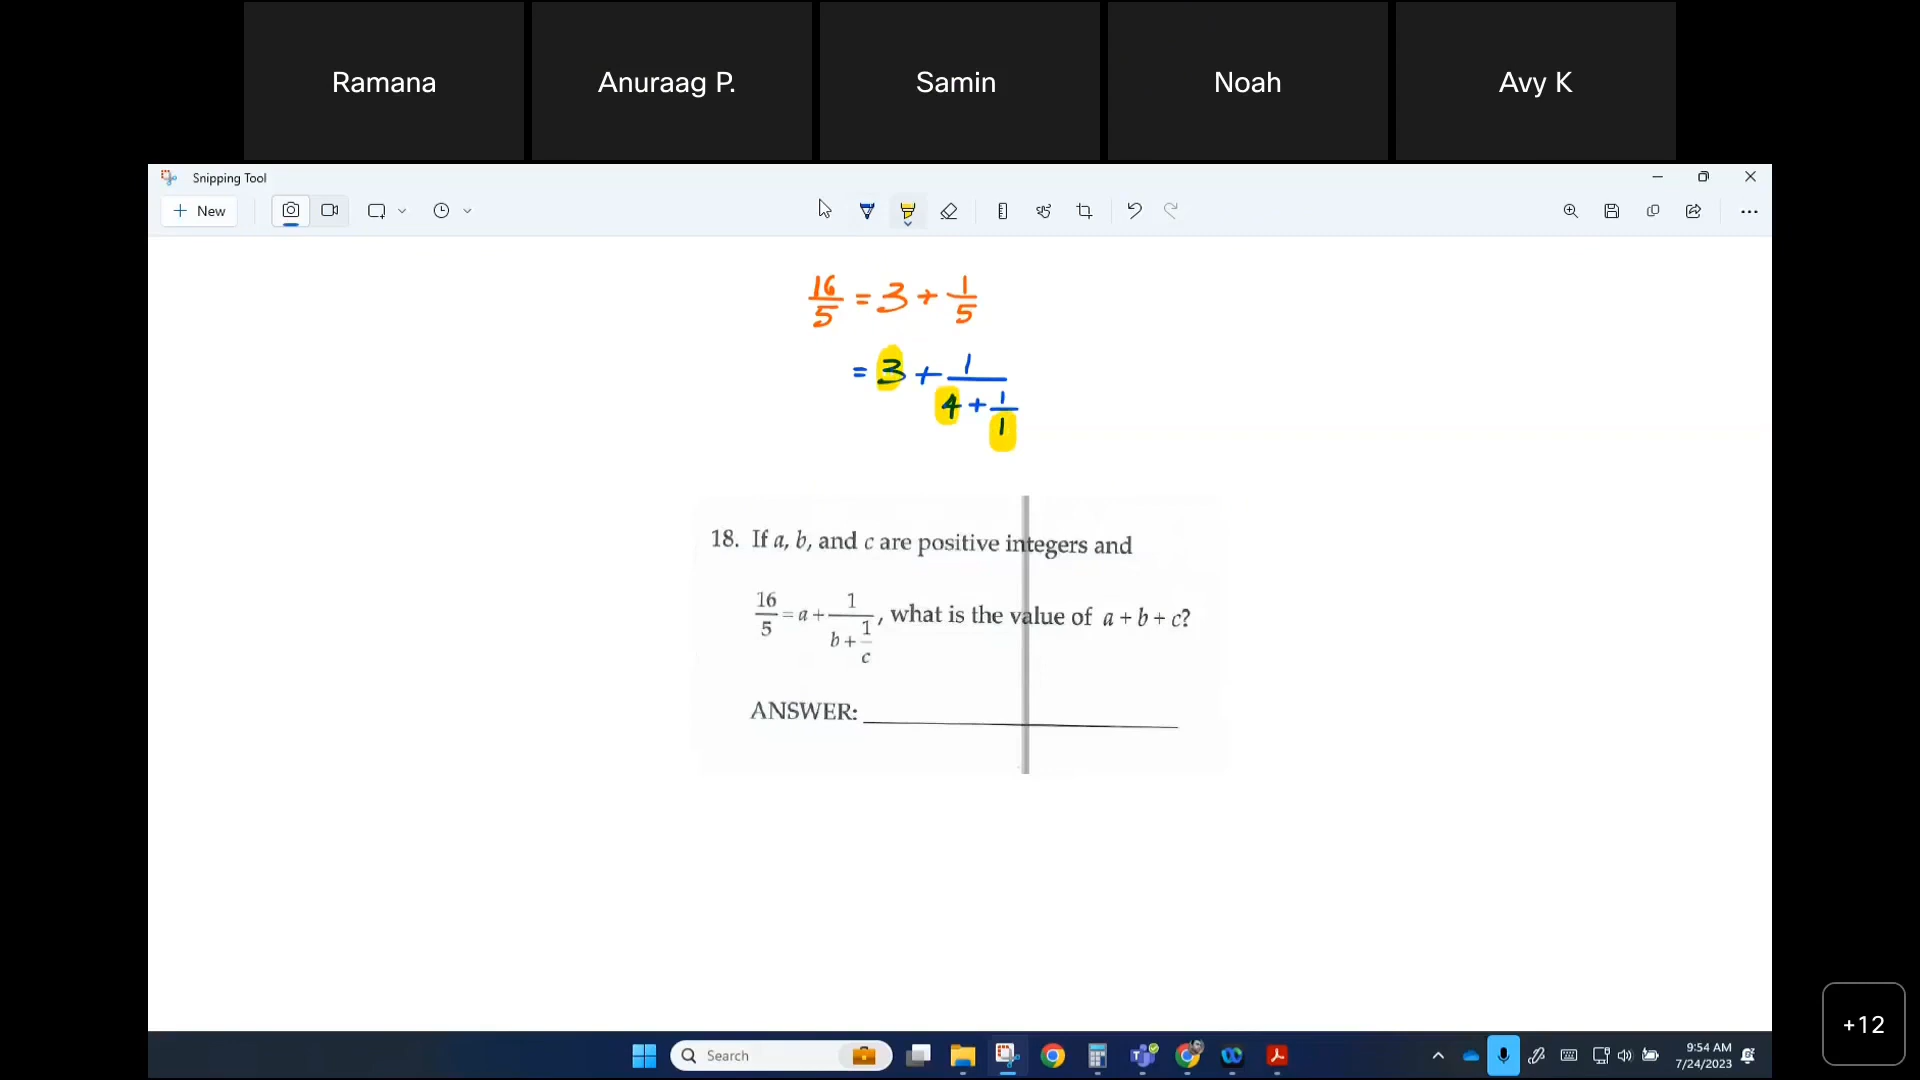 Ramana
Anuraag P.
Samin
Noah
Avy K
Snipping Tool
New
16/5 = 3 + 1/5
= 3 + 1/(4 + 1/1)
18. If a, b, and c are positive integers and
16/5 = a + 1/(b + 1/c), what is the value of a + b + c?
ANSWER:
Search
9:54 AM
7/24/2023
+12